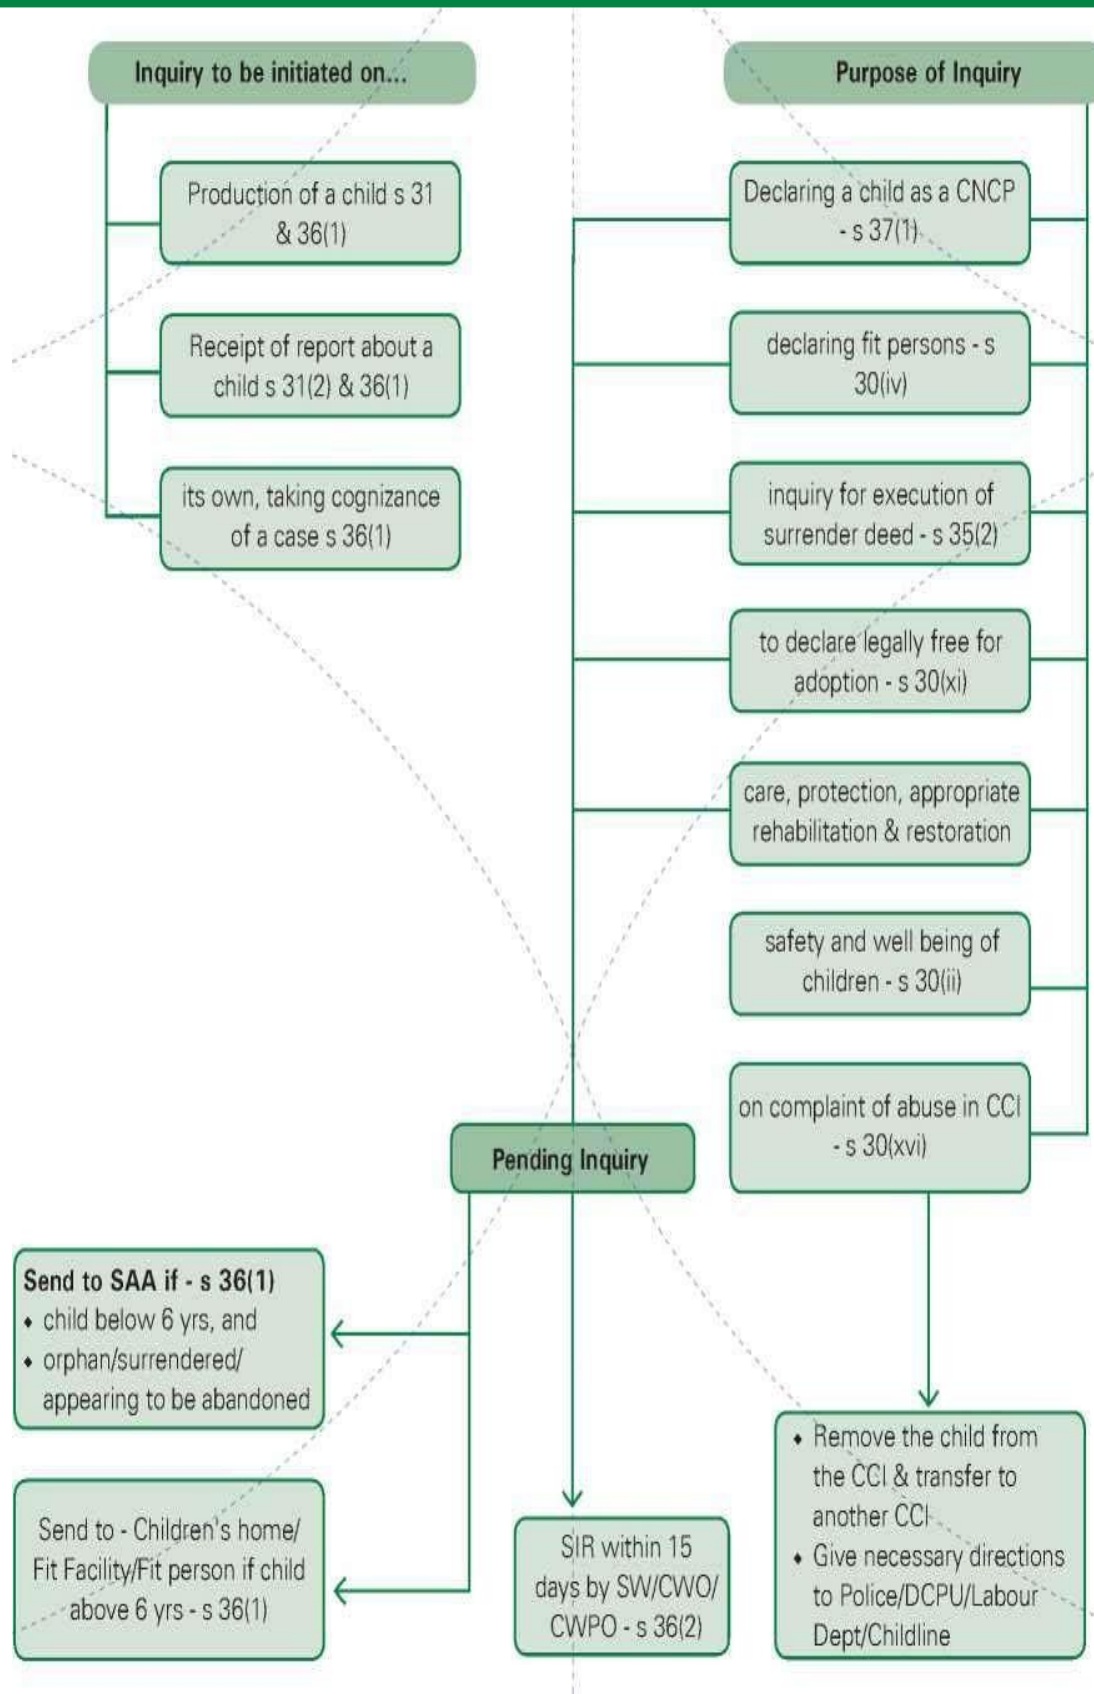 Inquiry to be initiated on...
Production of a child s 31
& 36(1)
Receipt of report about a
child s 31(2) & 36(1)
its own, taking cognizance
of a case s 36(1)
Purpose of Inquiry
Declaring a child as a CNCP
- s 37(1)
declaring fit persons - s
30(iv)
inquiry for execution of
surrender deed - s 35(2)
to declare legally free for
adoption - s 30(xi)
care, protection, appropriate
rehabilitation & restoration
safety and well being of
children - s 30(ii)
on complaint of abuse in CCI
- s 30(xvi)
Pending Inquiry
Send to SAA if - s 36(1)
⬩ child below 6 yrs, and
⬩ orphan/surrendered/
appearing to be abandoned
Send to - Children's home/
Fit Facility/Fit person if child
above 6 yrs - s 36(1)
SIR within 15
days by SW/CWO/
CWPO - s 36(2)
⬩ Remove the child from
the CCI & transfer to
another CCI
⬩ Give necessary directions
to Police/DCPU/Labour
Dept/Childline